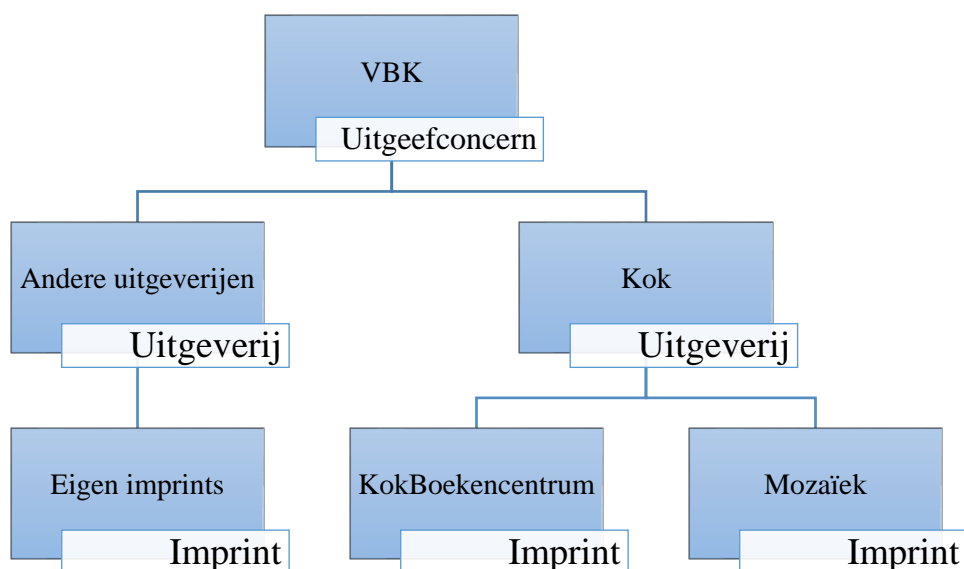 VBK
Uitgeefconcern
Andere uitgeverijen
Uitgeverij
Kok
Uitgeverij
Eigen imprints
Imprint
KokBoekencentrum
Imprint
Mozaïek
Imprint